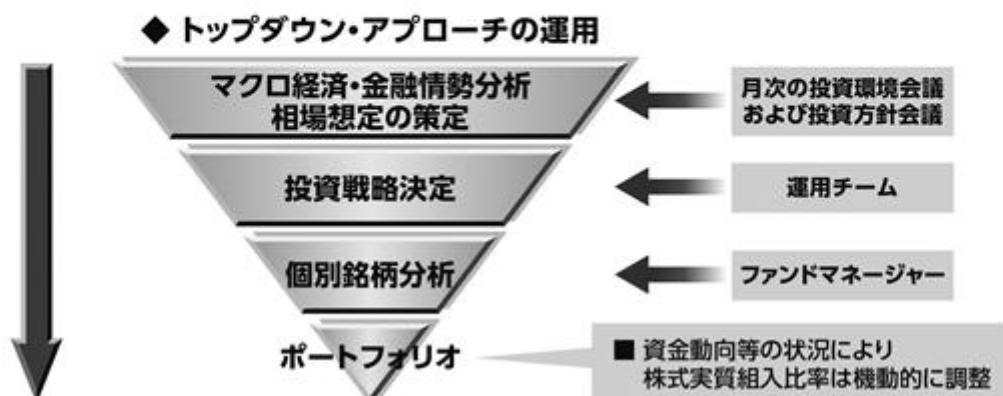 ◆ トップダウン・アプローチの運用
マクロ経済・金融情勢分析
相場想定の策定
月次の投資環境会議
および投資方針会議
投資戦略決定
運用チーム
個別銘柄分析
ファンドマネージャー
ポートフォリオ
■ 資金動向等の状況により
株式実質組入比率は機動的に調整